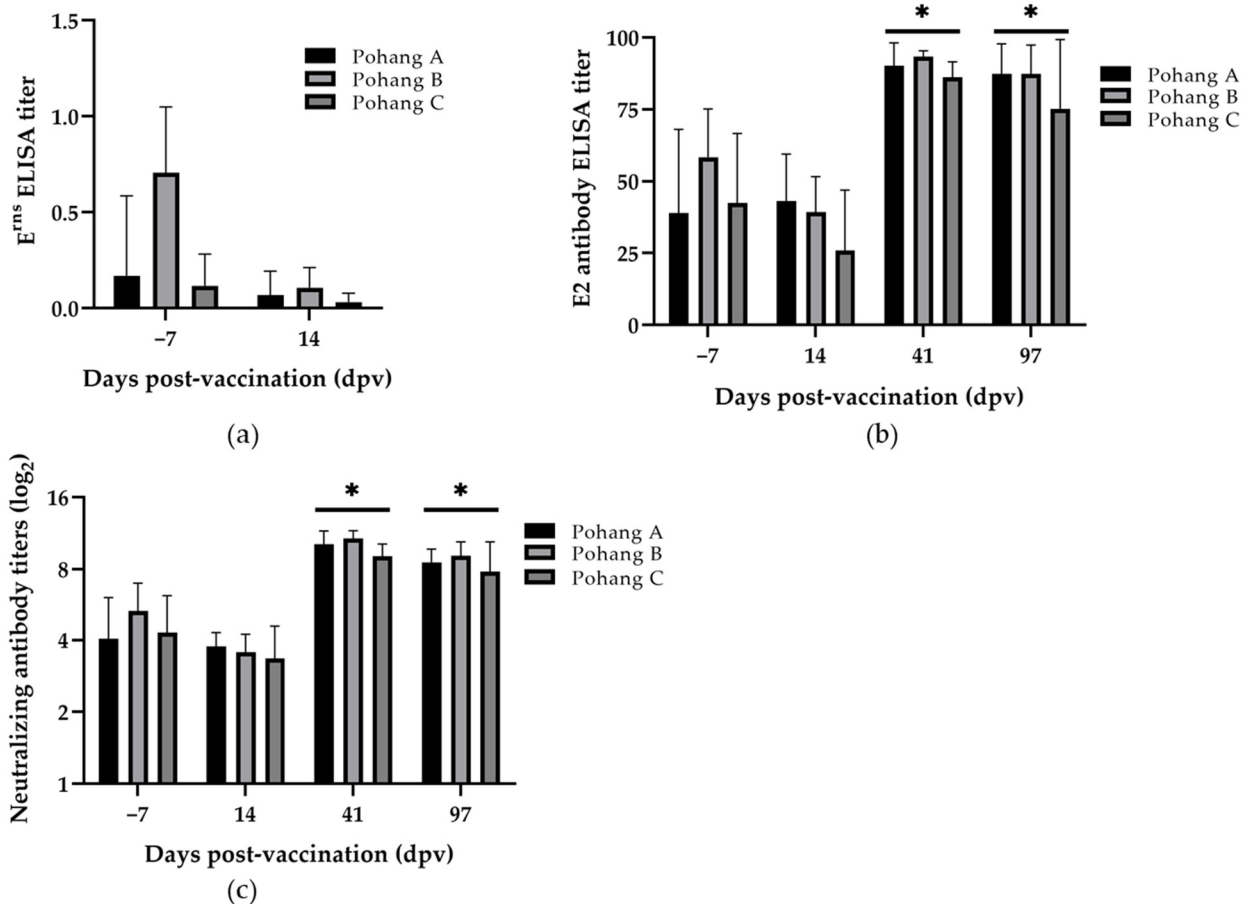 1.5
1.0
0.5
0.0
Eʳⁿˢ ELISA titer
Pohang A
Pohang B
Pohang C
−7 14
Days post-vaccination (dpv)
(a)
* *
100
75
50
25
0
E2 antibody ELISA titer
Pohang A
Pohang B
Pohang C
−7 14 41 97
Days post-vaccination (dpv)
(b)
* *
16
8
4
2
1
Neutralizing antibody titers (log₂)
Pohang A
Pohang B
Pohang C
−7 14 41 97
Days post-vaccination (dpv)
(c)